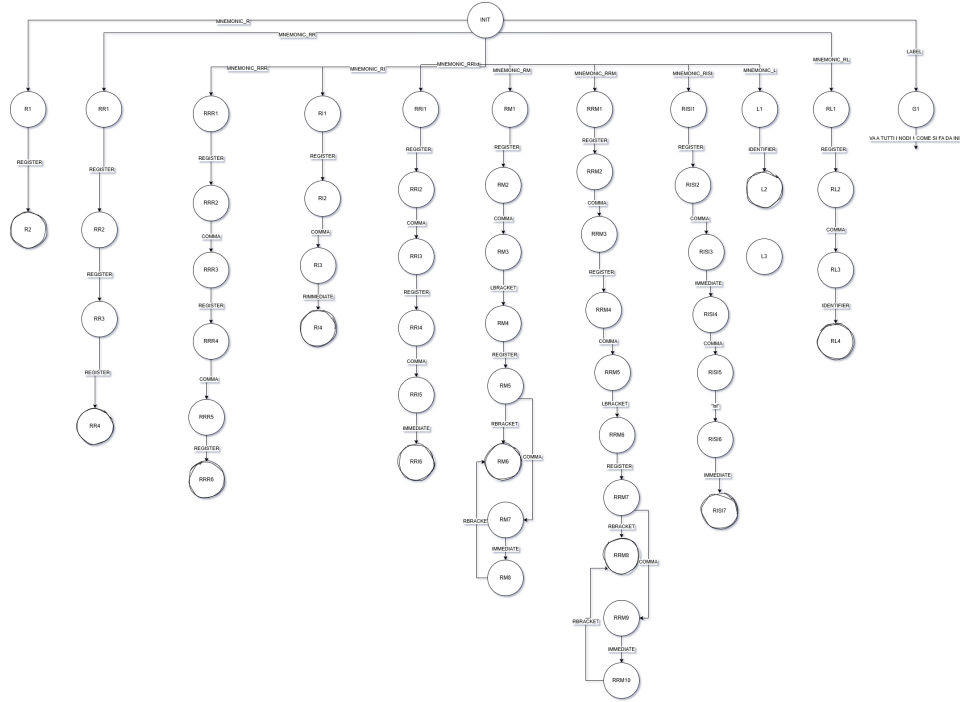 INIT
MNEMONIC_R;
MNEMONIC_RR
LABEL;
MNEMONIC_RL;
MNEMONIC_RRR;
MNEMONIC_RI;
MNEMONIC_RM;
MNEMONIC_RRM;
MNEMONIC_RISI;
MNEMONIC_L;
R1
RR1
RRR1
RI1
RRI1
RM1
RRM1
RISI1
L1
RL1
G1
VA A TUTTI I NODI 1 COME SI FA DA INI
REGISTER;
REGISTER;
REGISTER;
REGISTER;
REGISTER;
REGISTER;
REGISTER;
REGISTER;
IDENTIFIER;
REGISTER;
R2
RR2
RRR2
RI2
RRI2
RM2
RRM2
RISI2
L2
RL2
REGISTER;
COMMA;
COMMA;
COMMA;
COMMA;
COMMA;
COMMA;
COMMA;
RR3
RRR3
RI3
RRI3
RM3
RRM3
RISI3
L3
RL3
REGISTER;
REGISTER;
RIMMEDIATE;
REGISTER;
LBRACKET;
REGISTER;
IMMEDIATE;
IDENTIFIER;
RR4
RRR4
RI4
RRI4
RM4
RRM4
RISI4
RL4
COMMA;
COMMA;
REGISTER;
COMMA;
COMMA;
RRR5
RRI5
RM5
RRM5
RISI5
REGISTER;
IMMEDIATE;
RBRACKET;
COMMA;
LBRACKET;
RRR6
RRI6
RM6
RRM6
RISI6
REGISTER;
IMMEDIATE;
RM7
RRM7
RISI7
RBRACKET
IMMEDIATE;
RBRACKET;
COMMA;
RM8
RRM8
RBRACKET;
RRM9
IMMEDIATE;
RRM10